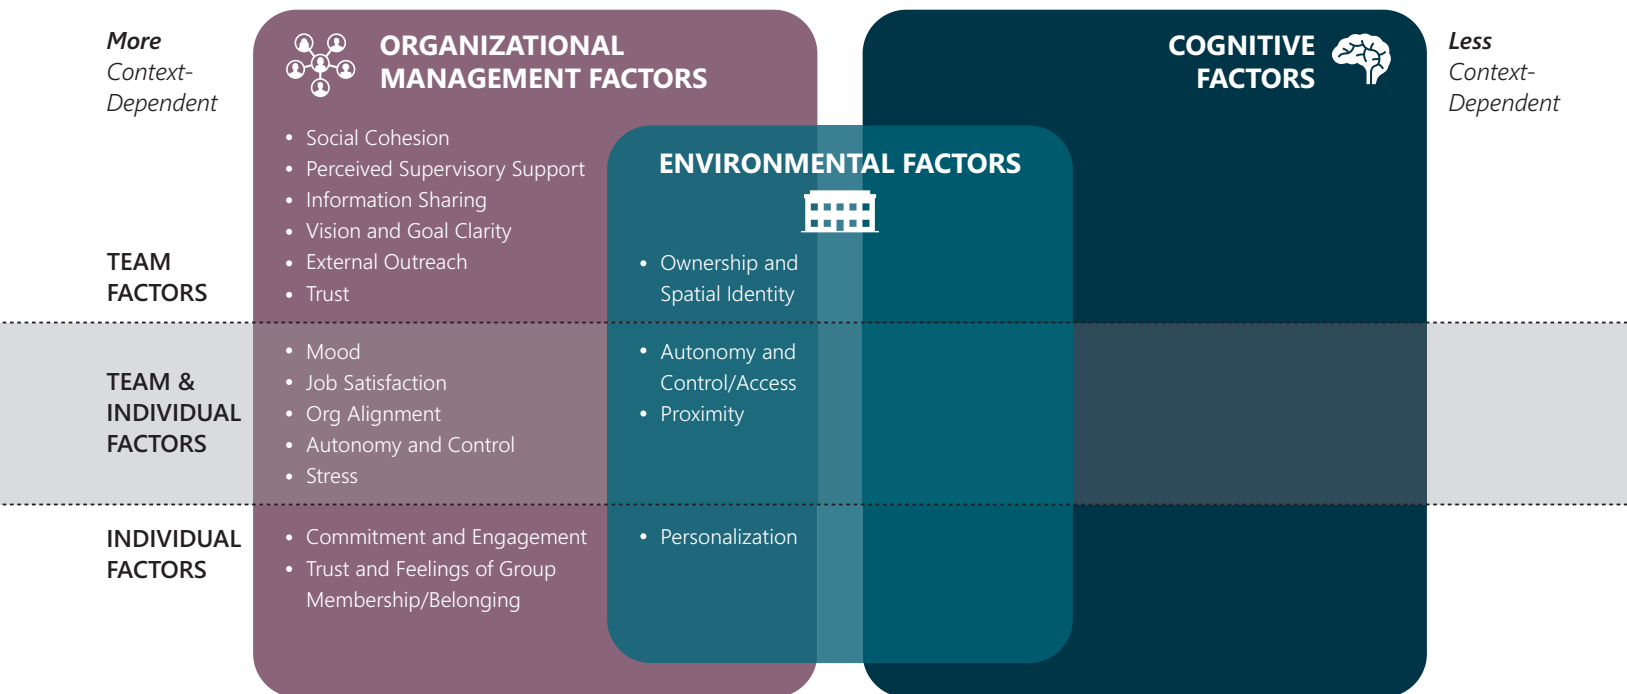 More
Context-
Dependent
ORGANIZATIONAL
MANAGEMENT FACTORS
COGNITIVE
FACTORS
Less
Context-
Dependent
ENVIRONMENTAL FACTORS
TEAM
FACTORS
• Social Cohesion
• Perceived Supervisory Support
• Information Sharing
• Vision and Goal Clarity
• External Outreach
• Trust
• Ownership and
Spatial Identity
TEAM &
INDIVIDUAL
FACTORS
• Mood
• Job Satisfaction
• Org Alignment
• Autonomy and Control
• Stress
• Autonomy and
Control/Access
• Proximity
INDIVIDUAL
FACTORS
• Commitment and Engagement
• Trust and Feelings of Group
Membership/Belonging
• Personalization